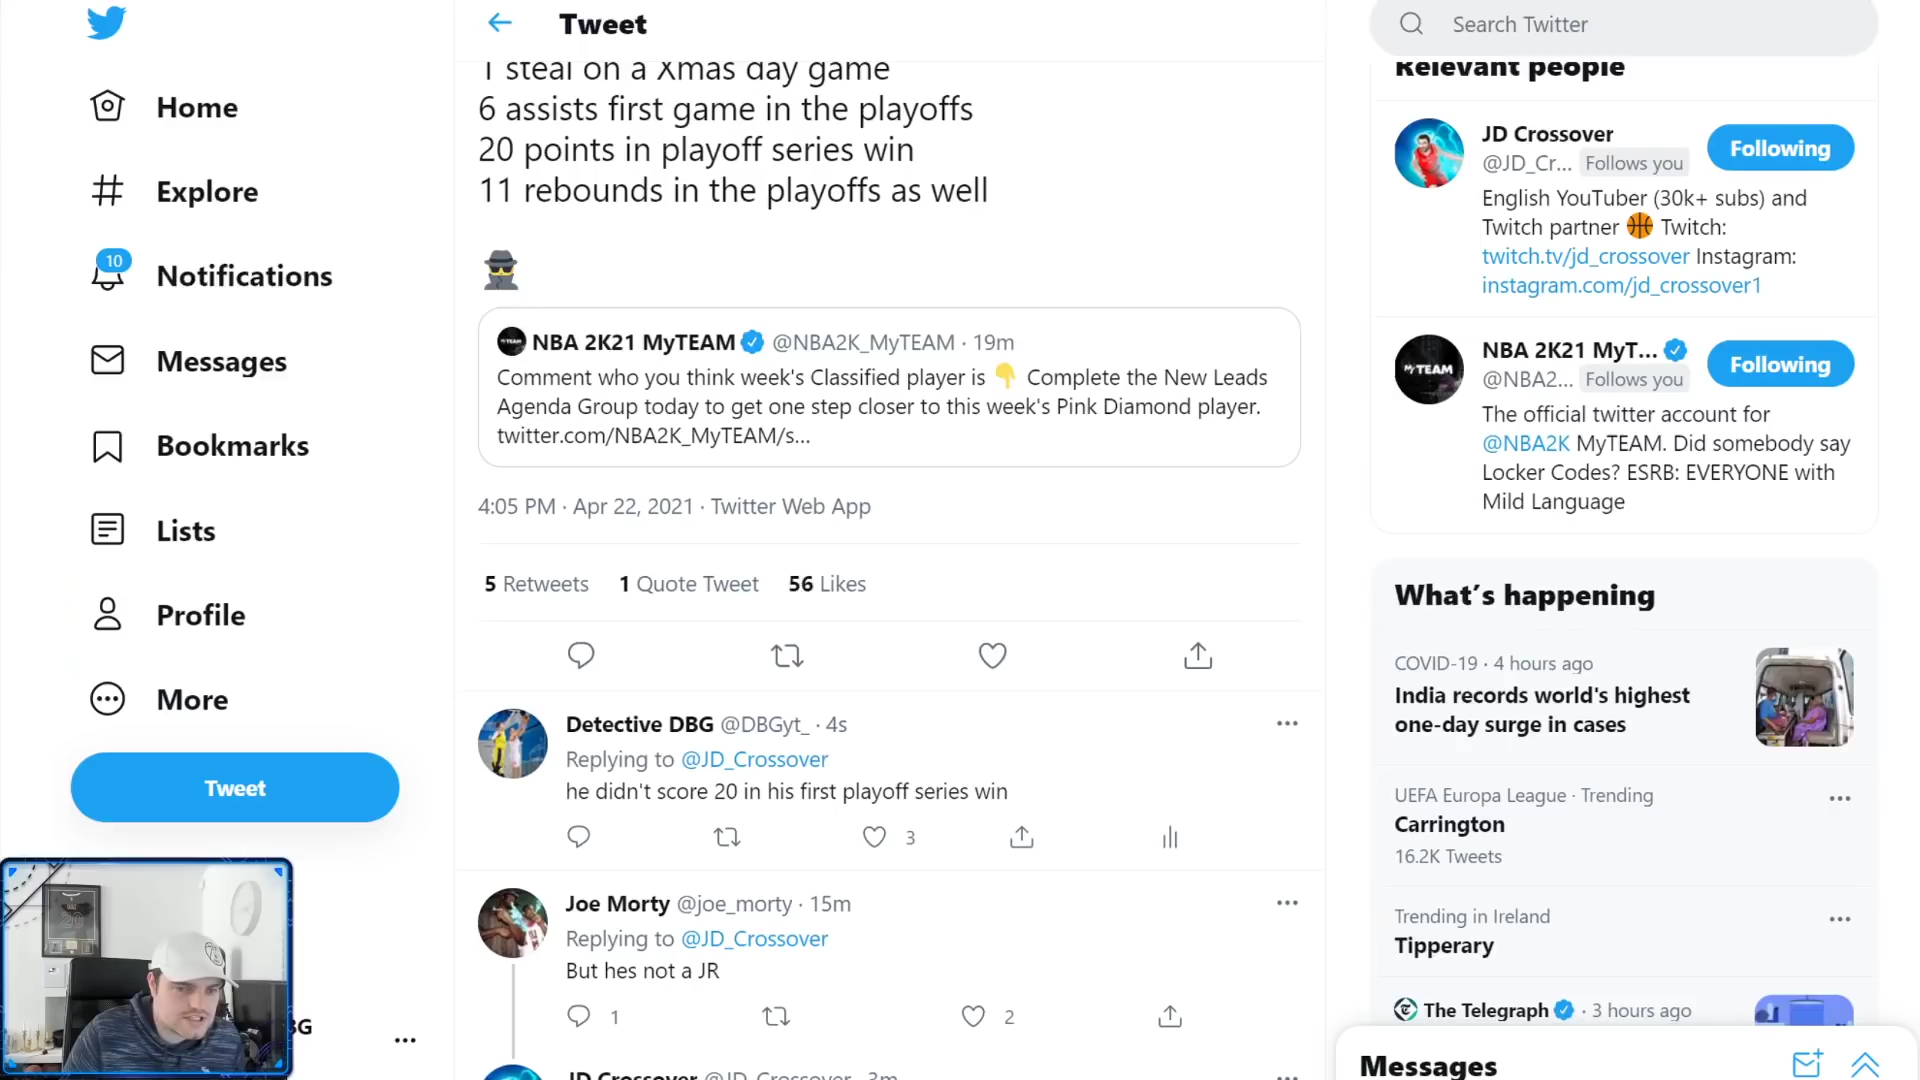 Home
Explore
10
Notifications
Messages
Bookmarks
Lists
Profile
More
Tweet
Tweet
1 steal on a Xmas day game
6 assists first game in the playoffs
20 points in playoff series win
11 rebounds in the playoffs as well
NBA 2K21 MyTEAM @NBA2K_MyTEAM · 19m
Comment who you think week's Classified player is 👇 Complete the New Leads
Agenda Group today to get one step closer to this week's Pink Diamond player.
twitter.com/NBA2K_MyTEAM/s...
4:05 PM · Apr 22, 2021 · Twitter Web App
5 Retweets 1 Quote Tweet 56 Likes
Detective DBG @DBGyt_ · 4s
Replying to @JD_Crossover
he didn't score 20 in his first playoff series win
3
Joe Morty @joe_morty · 15m
Replying to @JD_Crossover
But hes not a JR
1 2
JD Crossover @JD_Crossover · 3m
Search Twitter
Relevant people
JD Crossover
@JD_Cr... Follows you
Following
English YouTuber (30k+ subs) and
Twitch partner 🏀 Twitch:
twitch.tv/jd_crossover Instagram:
instagram.com/jd_crossover1
MyTEAM
NBA 2K21 MyT...
@NBA2... Follows you
Following
The official twitter account for
@NBA2K MyTEAM. Did somebody say
Locker Codes? ESRB: EVERYONE with
Mild Language
What's happening
COVID-19 · 4 hours ago
India records world's highest
one-day surge in cases
UEFA Europa League · Trending
Carrington
16.2K Tweets
Trending in Ireland
Tipperary
The Telegraph · 3 hours ago
Messages